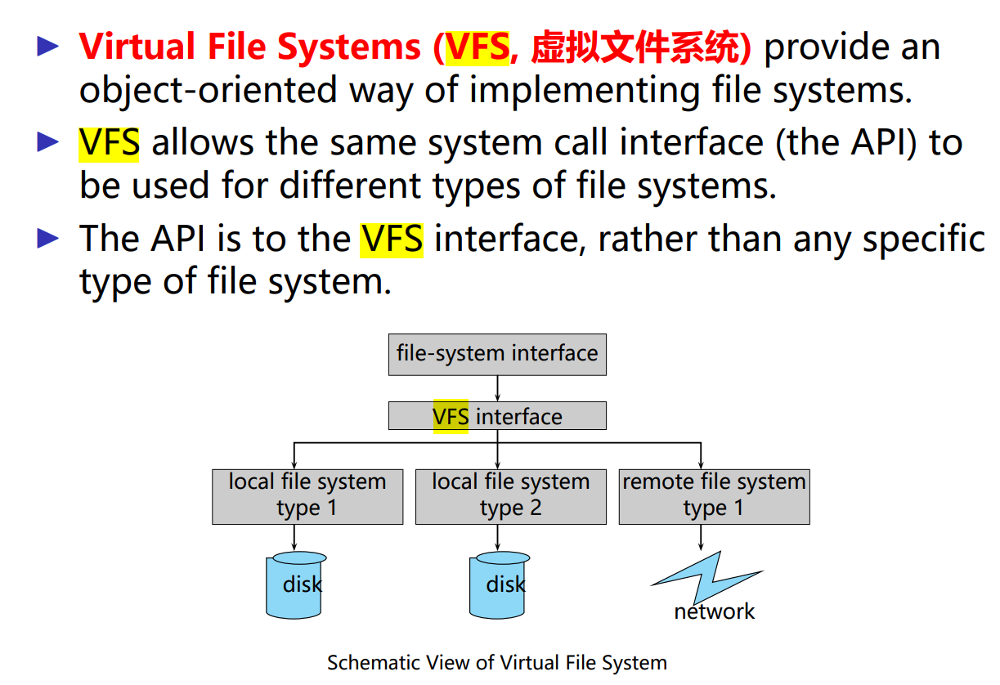 Virtual File Systems (VFS, 虚拟文件系统) provide an
object-oriented way of implementing file systems.
VFS allows the same system call interface (the API) to
be used for different types of file systems.
The API is to the VFS interface, rather than any specific
type of file system.
file-system interface
VFS interface
local file system
type 1
local file system
type 2
remote file system
type 1
disk
disk
network
Schematic View of Virtual File System